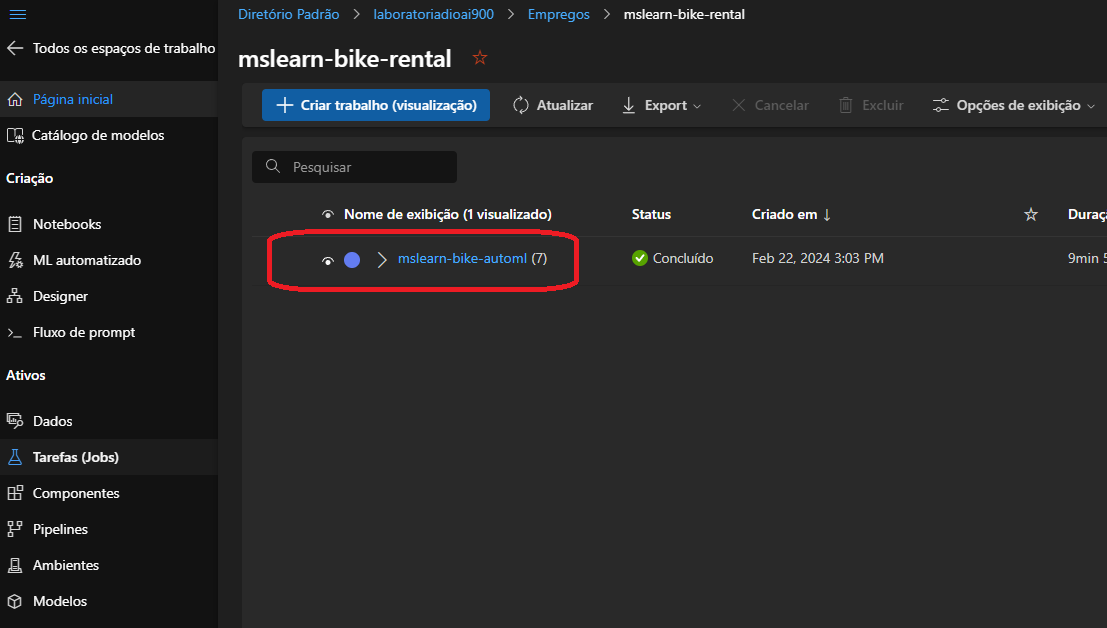 Diretório Padrão > laboratoriadioai900 > Empregos > mslearn-bike-rental
Todos os espaços de trabalho
mslearn-bike-rental
Página inicial
Criar trabalho (visualização) Atualizar Export Cancelar Excluir Opções de exibição
Catálogo de modelos
Pesquisar
Criação
Nome de exibição (1 visualizado) Status Criado em ↓
Notebooks
ML automatizado
mslearn-bike-automl (7) Concluído Feb 22, 2024 3:03 PM 9min
Designer
Fluxo de prompt
Ativos
Dados
Tarefas (Jobs)
Componentes
Pipelines
Ambientes
Modelos